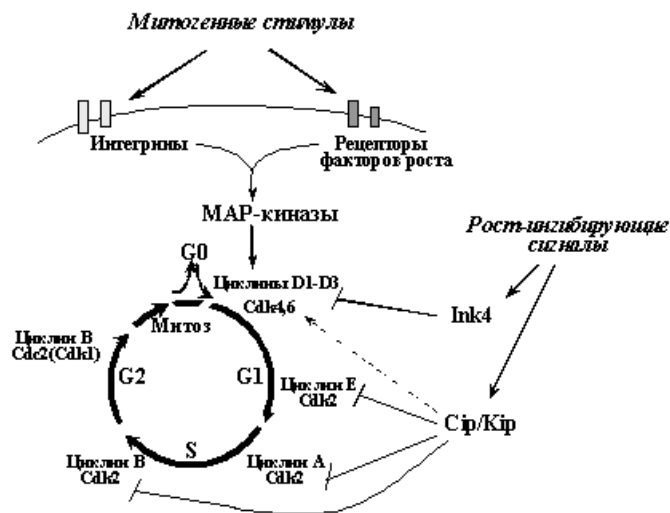 Митогенные стимулы
Интегрины
Рецепторы
факторов роста
МАР-киназы
Рост-ингибирующие
сигналы
G0
Циклины D1-D3
Cdk4,6
Ink4
Митоз
Циклин В
Cdc2(Cdk1)
G2
G1
Циклин Е
Cdk2
Cip/Kip
S
Циклин В
Cdk2
Циклин А
Cdk2